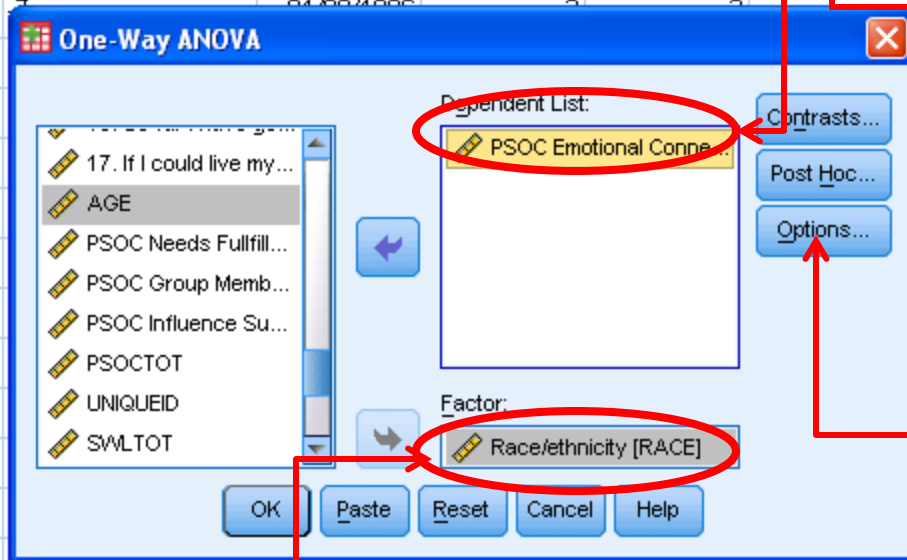 One-Way ANOVA
17. If I could live my...
AGE
PSOC Needs Fullfill...
PSOC Group Memb...
PSOC Influence Su...
PSOCTOT
UNIQUEID
SWLTOT
Dependent List:
PSOC Emotional Conne...
Factor:
Race/ethnicity [RACE]
Contrasts...
Post Hoc...
Options...
OK
Paste
Reset
Cancel
Help